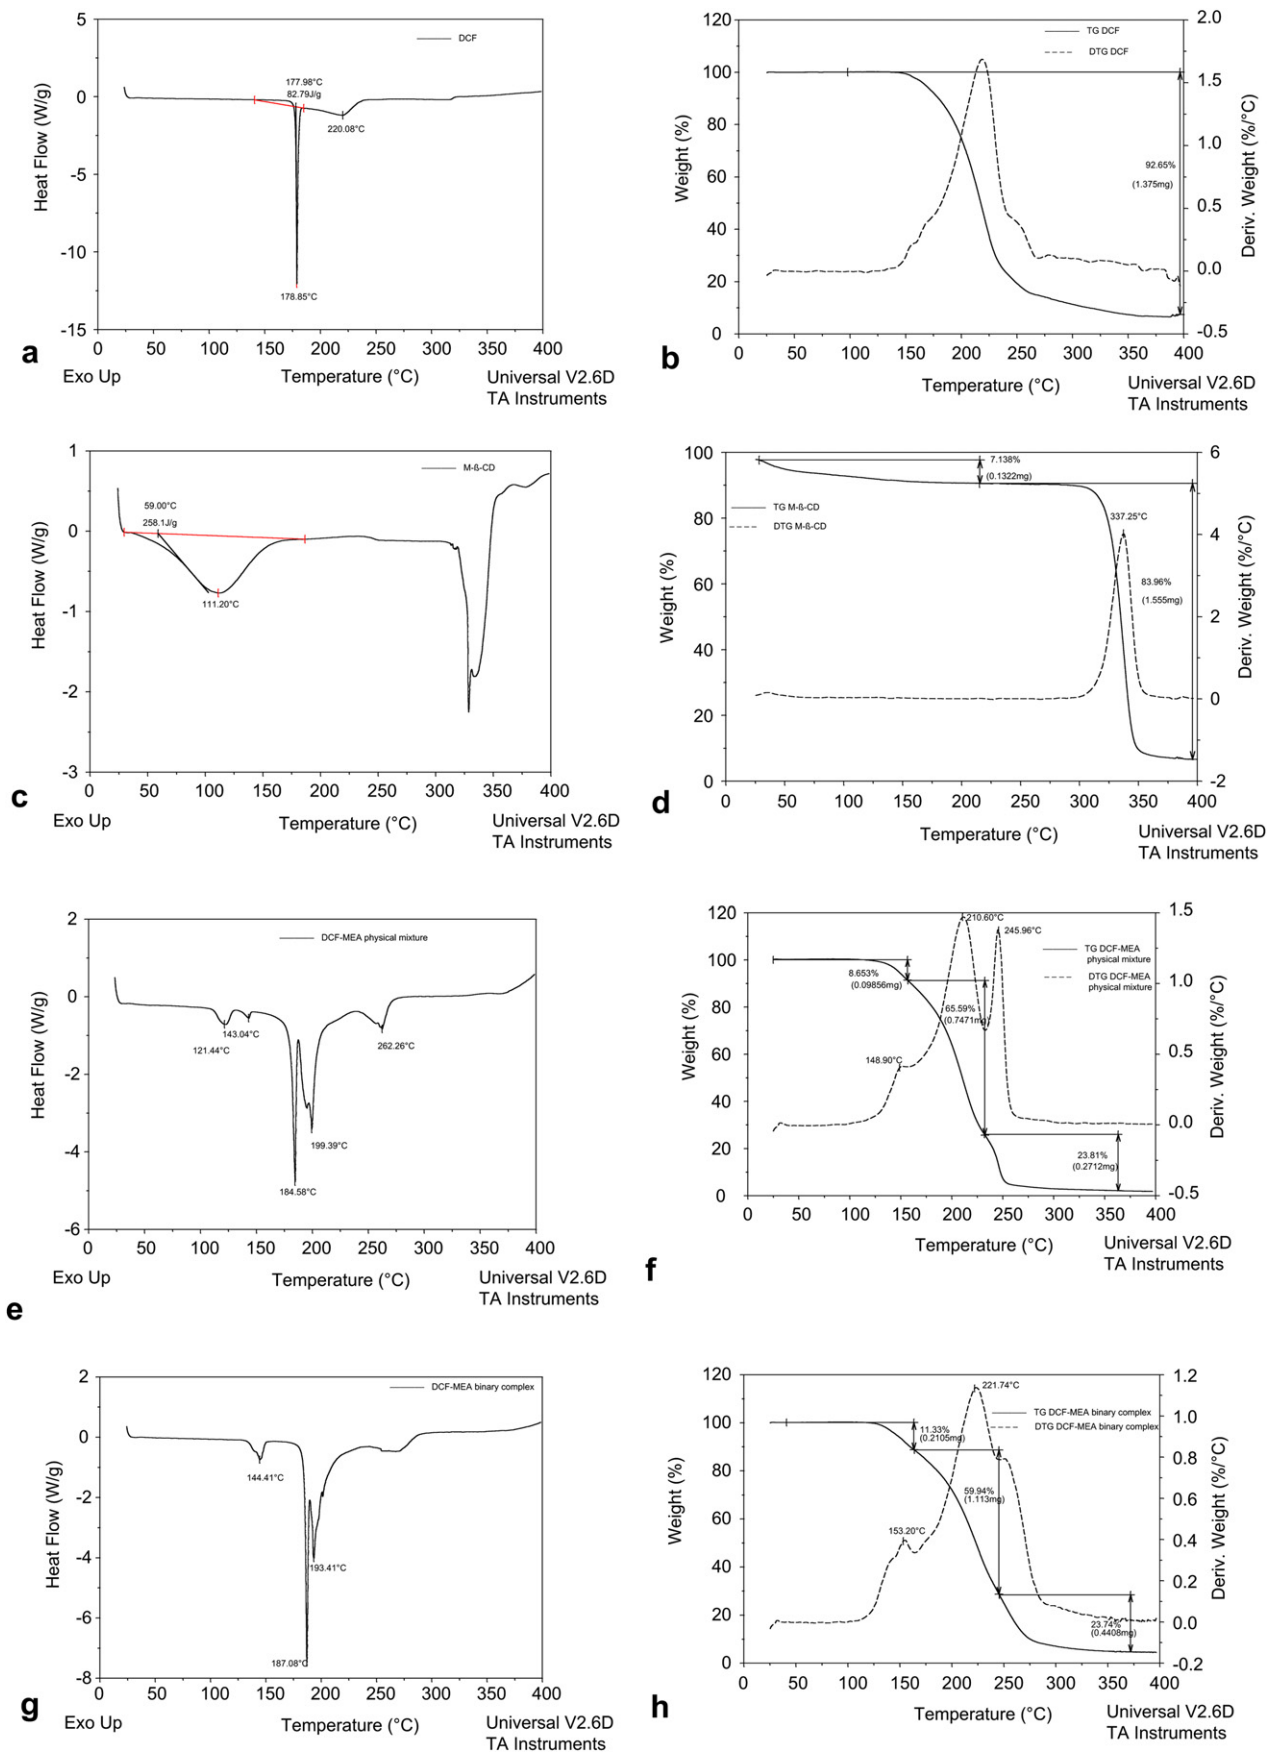 5
0
-5
-10
-15
Heat Flow (W/g)
DCF
177.98°C
82.79J/g
220.08°C
178.85°C
0 50 100 150 200 250 300 350 400
a
Exo Up
Temperature (°C)
Universal V2.6D
TA Instruments
120
100
80
60
40
20
0
Weight (%)
TG DCF
DTG DCF
92.65%
(1.375mg)
2.0
1.5
1.0
0.5
0.0
-0.5
Deriv. Weight (%/°C)
0 50 100 150 200 250 300 350 400
b
Temperature (°C)
Universal V2.6D
TA Instruments
1
0
-1
-2
-3
Heat Flow (W/g)
M-ß-CD
59.00°C
258.1J/g
111.20°C
0 50 100 150 200 250 300 350 400
c
Exo Up
Temperature (°C)
Universal V2.6D
TA Instruments
100
80
60
40
20
0
Weight (%)
7.138%
(0.1322mg)
TG M-ß-CD
DTG M-ß-CD
337.25°C
83.96%
(1.555mg)
6
4
2
0
-2
Deriv. Weight (%/°C)
0 50 100 150 200 250 300 350 400
d
Temperature (°C)
Universal V2.6D
TA Instruments
2
0
-2
-4
-6
Heat Flow (W/g)
DCF-MEA physical mixture
143.04°C
121.44°C
262.26°C
199.39°C
184.58°C
0 50 100 150 200 250 300 350 400
e
Exo Up
Temperature (°C)
Universal V2.6D
TA Instruments
120
100
80
60
40
20
0
Weight (%)
210.60°C
245.96°C
TG DCF-MEA
physical mixture
DTG DCF-MEA
physical mixture
8.653%
(0.09856mg)
65.59%
(0.7471mg)
148.90°C
23.81%
(0.2712mg)
1.5
1.0
0.5
0.0
-0.5
Deriv. Weight (%/°C)
0 50 100 150 200 250 300 350 400
f
Temperature (°C)
Universal V2.6D
TA Instruments
2
0
-2
-4
-6
-8
Heat Flow (W/g)
DCF-MEA binary complex
144.41°C
193.41°C
187.08°C
0 50 100 150 200 250 300 350 400
g
Exo Up
Temperature (°C)
Universal V2.6D
TA Instruments
120
100
80
60
40
20
0
Weight (%)
221.74°C
TG DCF-MEA binary complex
DTG DCF-MEA binary complex
11.33%
(0.2105mg)
59.94%
(1.113mg)
153.20°C
23.74%
(0.4408mg)
1.2
1.0
0.8
0.6
0.4
0.2
0.0
-0.2
Deriv. Weight (%/°C)
0 50 100 150 200 250 300 350 400
h
Temperature (°C)
Universal V2.6D
TA Instruments